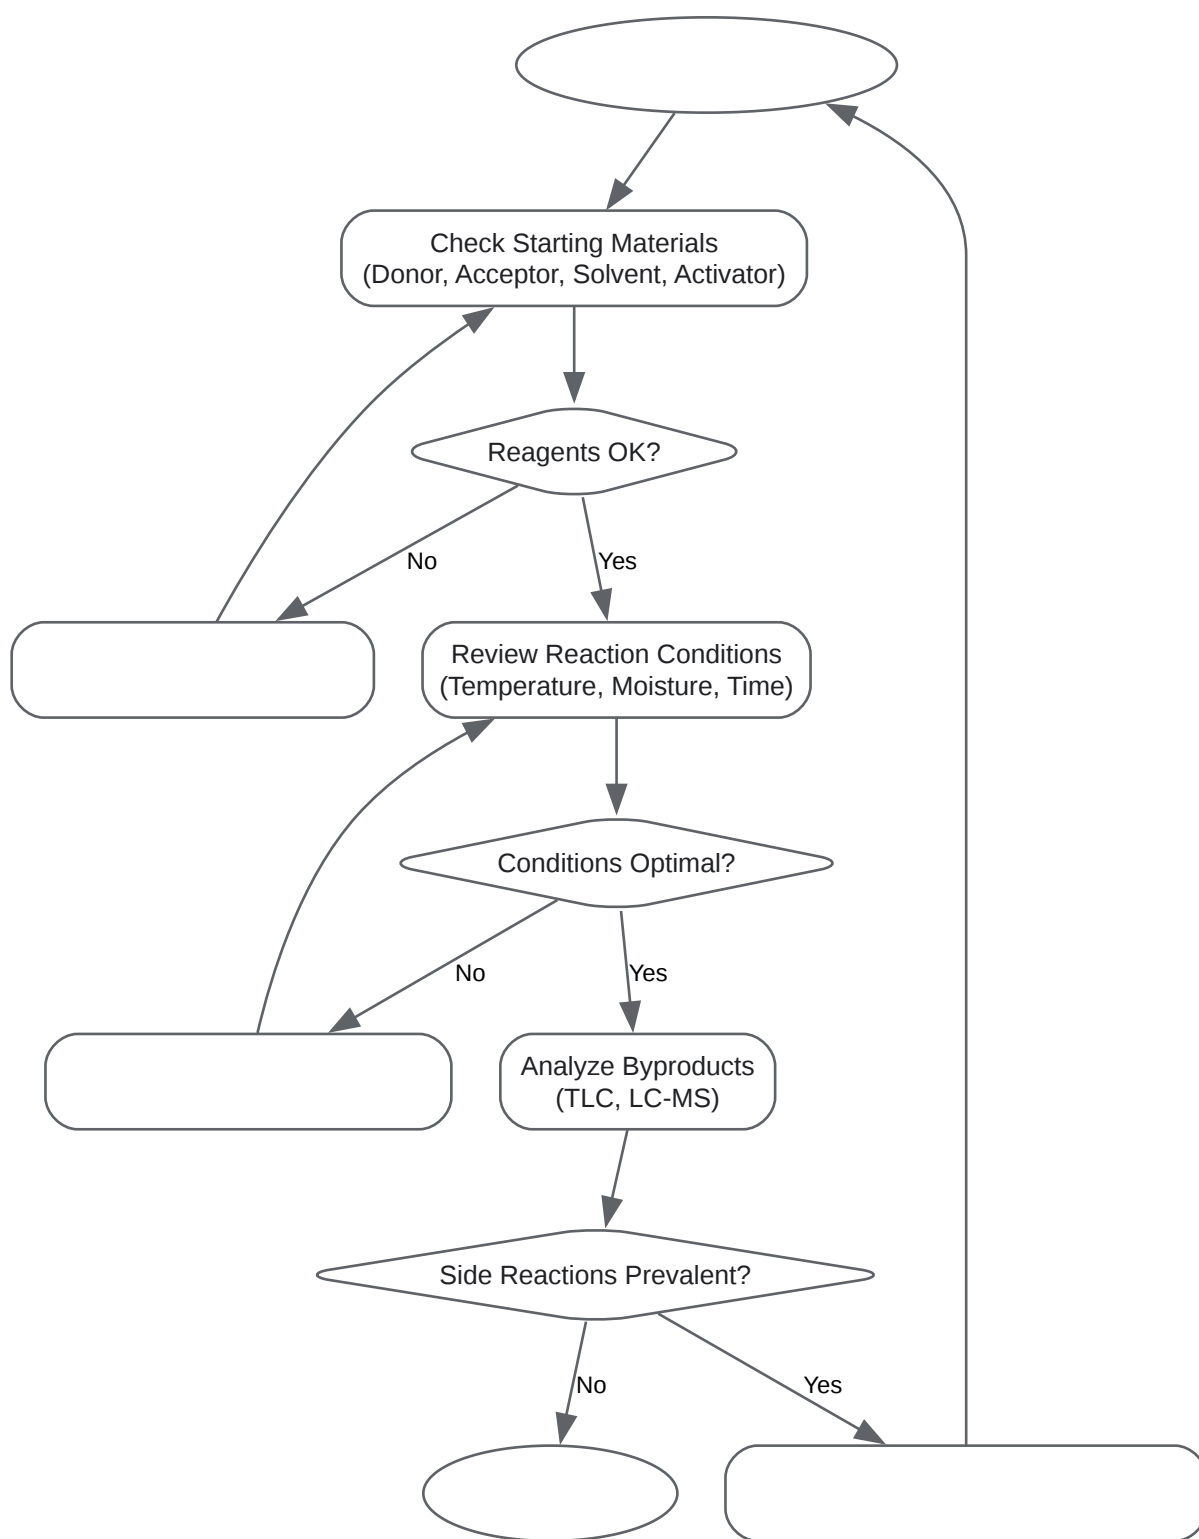 Check Starting Materials
(Donor, Acceptor, Solvent, Activator)
Reagents OK?
No
Yes
Review Reaction Conditions
(Temperature, Moisture, Time)
Conditions Optimal?
No
Yes
Analyze Byproducts
(TLC, LC-MS)
Side Reactions Prevalent?
No
Yes